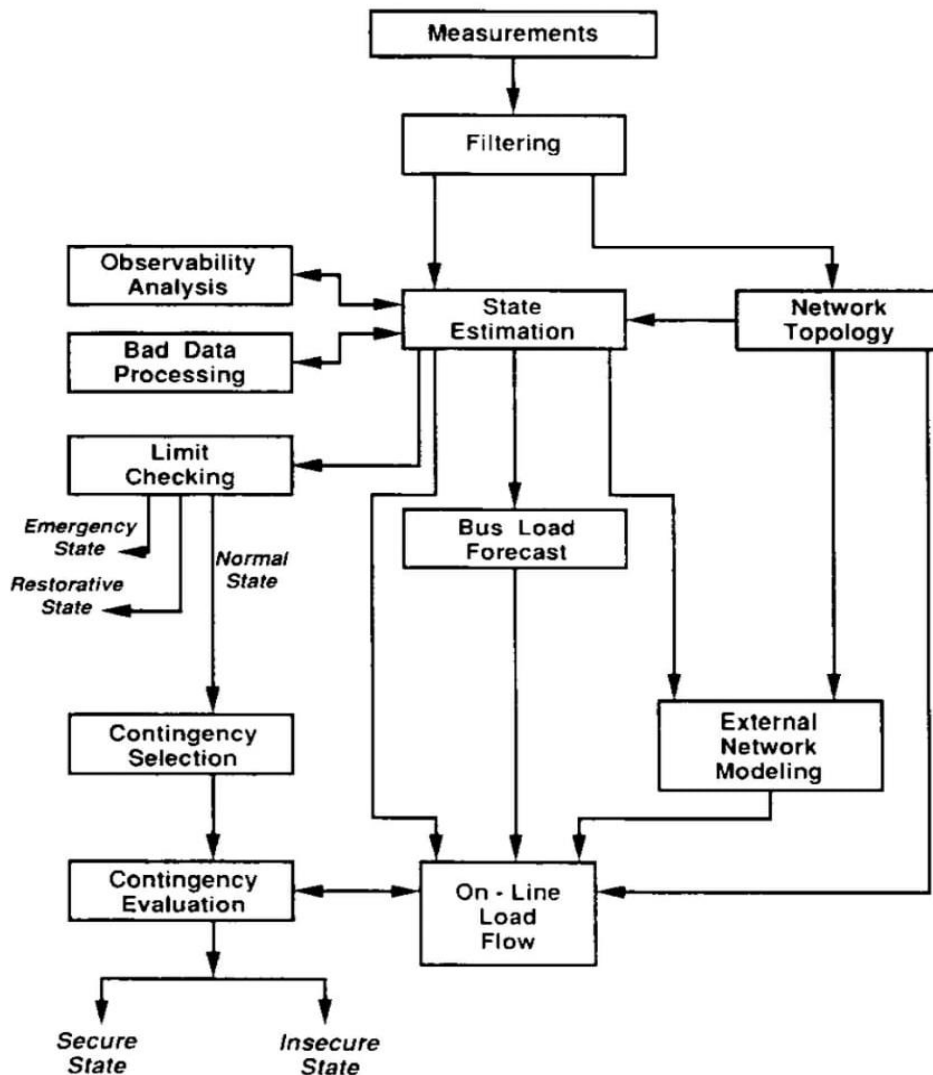 Measurements
Filtering
Observability
Analysis
State
Estimation
Network
Topology
Bad Data
Processing
Limit
Checking
Emergency
State
Restorative
State
Normal
State
Bus Load
Forecast
Contingency
Selection
External
Network
Modeling
Contingency
Evaluation
On - Line
Load
Flow
Secure
State
Insecure
State